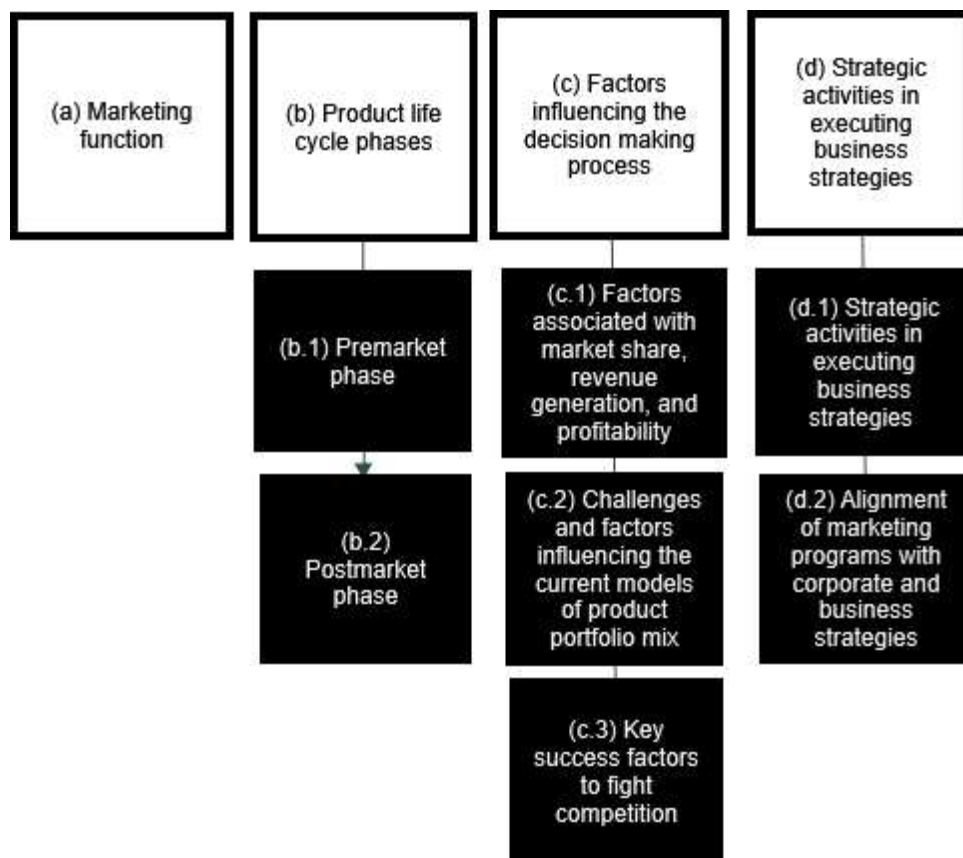 (a) Marketing
function
(b) Product life
cycle phases
(c) Factors
influencing the
decision making
process
(d) Strategic
activities in
executing
business
strategies
(b.1) Premarket
phase
(b.2)
Postmarket
phase
(c.1) Factors
associated with
market share,
revenue
generation, and
profitability
(c.2) Challenges
and factors
influencing the
current models
of product
portfolio mix
(c.3) Key
success factors
to fight
competition
(d.1) Strategic
activities in
executing
business
strategies
(d.2) Alignment
of marketing
programs with
corporate and
business
strategies